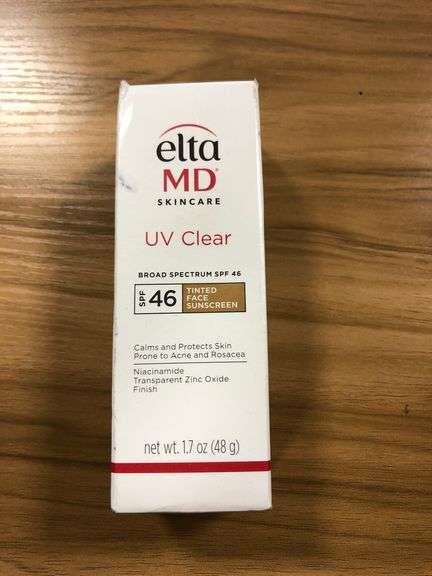 elta
MD®
SKINCARE
UV Clear
BROAD SPECTRUM SPF 46
SPF 46
TINTED
FACE
SUNSCREEN
Calms and Protects Skin
Prone to Acne and Rosacea
Niacinamide
Transparent Zinc Oxide
Finish
net wt. 1.7 oz (48 g)